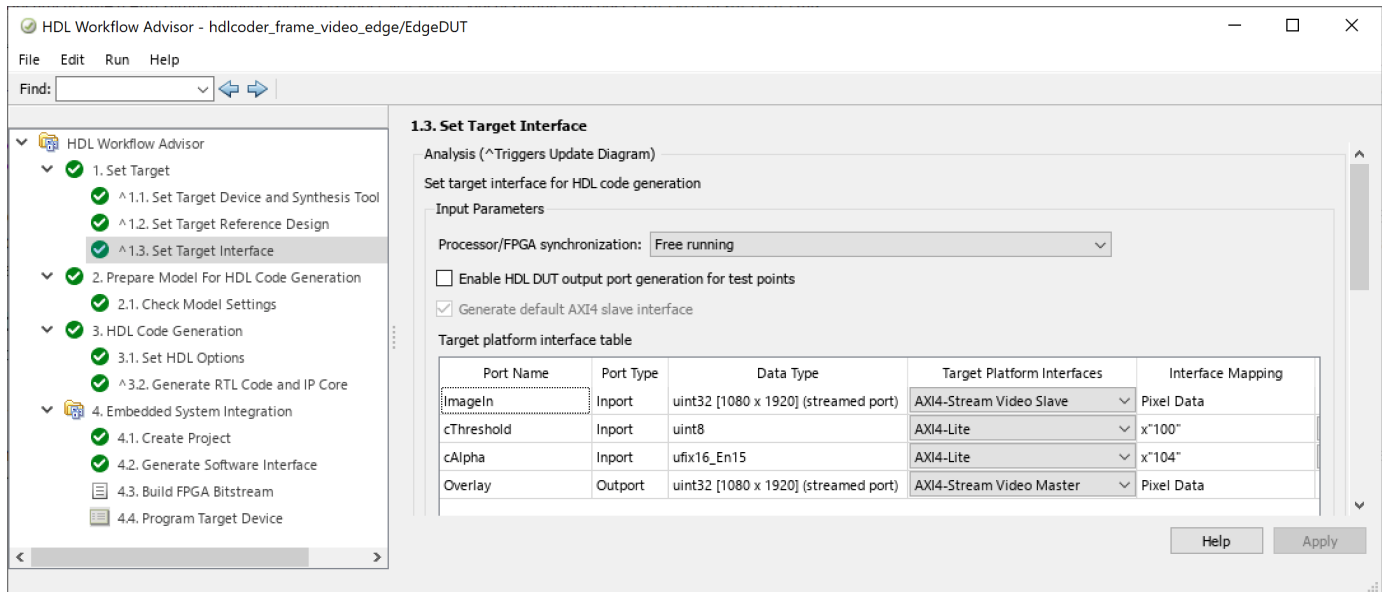 HDL Workflow Advisor - hdlcoder_frame_video_edge/EdgeDUT
File Edit Run Help
Find:
HDL Workflow Advisor
1. Set Target
^1.1. Set Target Device and Synthesis Tool
^1.2. Set Target Reference Design
^1.3. Set Target Interface
2. Prepare Model For HDL Code Generation
2.1. Check Model Settings
3. HDL Code Generation
3.1. Set HDL Options
^3.2. Generate RTL Code and IP Core
4. Embedded System Integration
4.1. Create Project
4.2. Generate Software Interface
4.3. Build FPGA Bitstream
4.4. Program Target Device
1.3. Set Target Interface
Analysis (^Triggers Update Diagram)
Set target interface for HDL code generation
Input Parameters
Processor/FPGA synchronization: Free running
Enable HDL DUT output port generation for test points
Generate default AXI4 slave interface
Target platform interface table
Port Name Port Type Data Type Target Platform Interfaces Interface Mapping
ImageIn Inport uint32 [1080 x 1920] (streamed port) AXI4-Stream Video Slave Pixel Data
cThreshold Inport uint8 AXI4-Lite x"100"
cAlpha Inport ufix16_En15 AXI4-Lite x"104"
Overlay Outport uint32 [1080 x 1920] (streamed port) AXI4-Stream Video Master Pixel Data
Help Apply